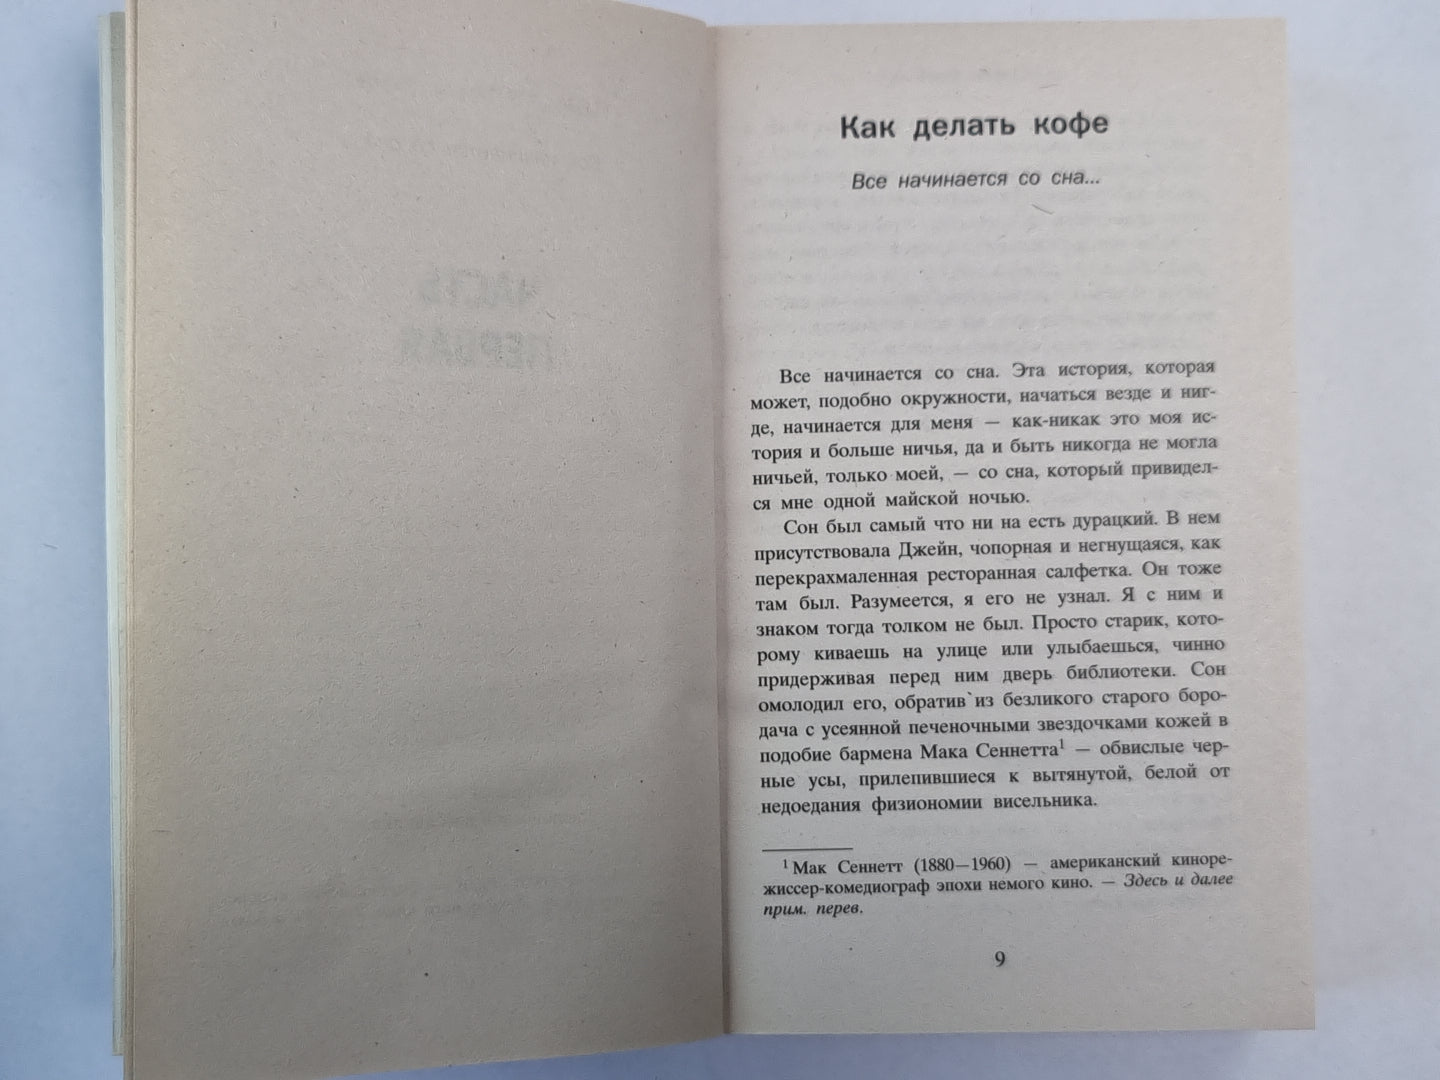 Как делать кофе
Все начинается со сна...
Все начинается со сна. Эта история, которая
может, подобно окружности, начаться везде и ниг-
де, начинается для меня — как-никак это моя ис-
тория и больше ничья, да и быть никогда не могла
ничьей, только моей, — со сна, который привидел-
ся мне одной майской ночью.
Сон был самый что ни на есть дурацкий. В нем
присутствовала Джейн, чопорная и негнущаяся, как
перекрахмаленная ресторанная салфетка. Он тоже
там был. Разумеется, я его не узнал. Я с ним и
знаком тогда толком не был. Просто старик, кото-
рому киваешь на улице или улыбаешься, чинно
придерживая перед ним дверь библиотеки. Сон
омолодил его, обратив из безликого старого боро-
дача с усеянной печеночными звездочками кожей в
подобие бармена Мака Сеннетта¹ — обвислые чер-
ные усы, прилепившиеся к вытянутой, белой от
недоедания физиономии висельника.
¹ Мак Сеннетт (1880—1960) — американский киноре-
жиссер-комедиограф эпохи немого кино. — Здесь и далее
прим. перев.
9